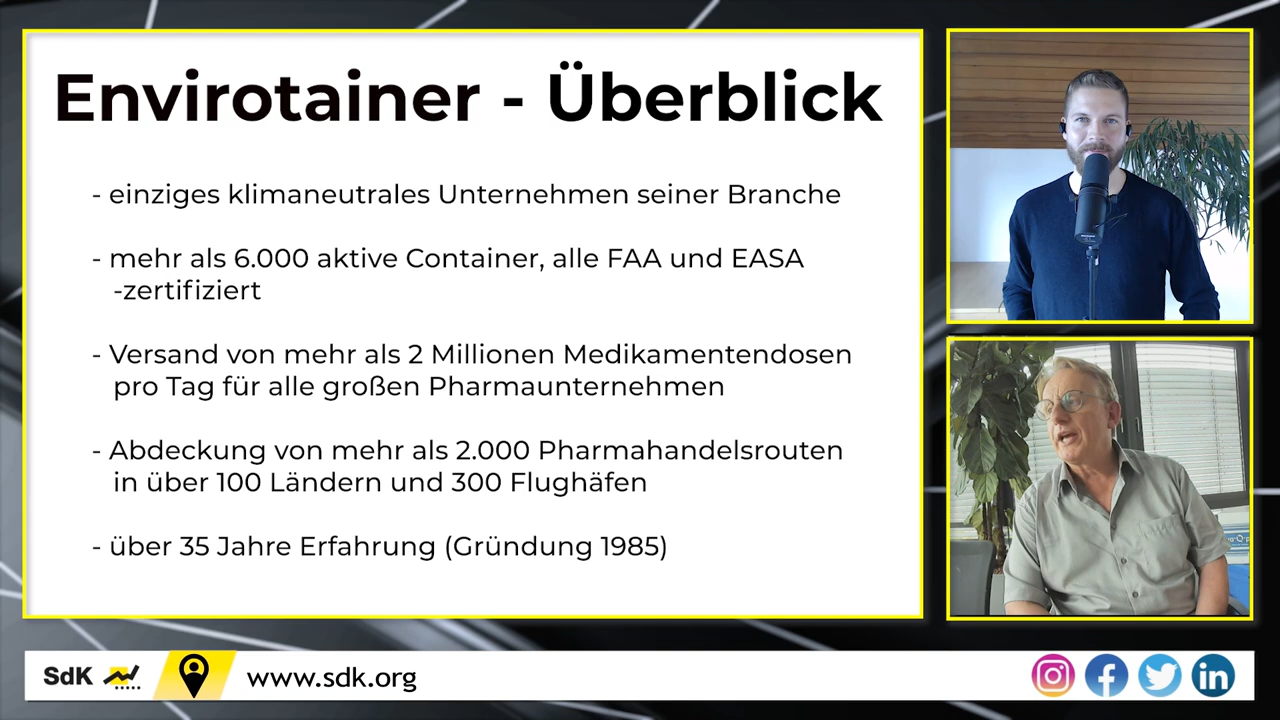 Envirotainer - Überblick
- einziges klimaneutrales Unternehmen seiner Branche
- mehr als 6.000 aktive Container, alle FAA und EASA
-zertifiziert
- Versand von mehr als 2 Millionen Medikamentendosen
pro Tag für alle großen Pharmaunternehmen
- Abdeckung von mehr als 2.000 Pharmahandelsrouten
in über 100 Ländern und 300 Flughäfen
- über 35 Jahre Erfahrung (Gründung 1985)
SdK
www.sdk.org
in